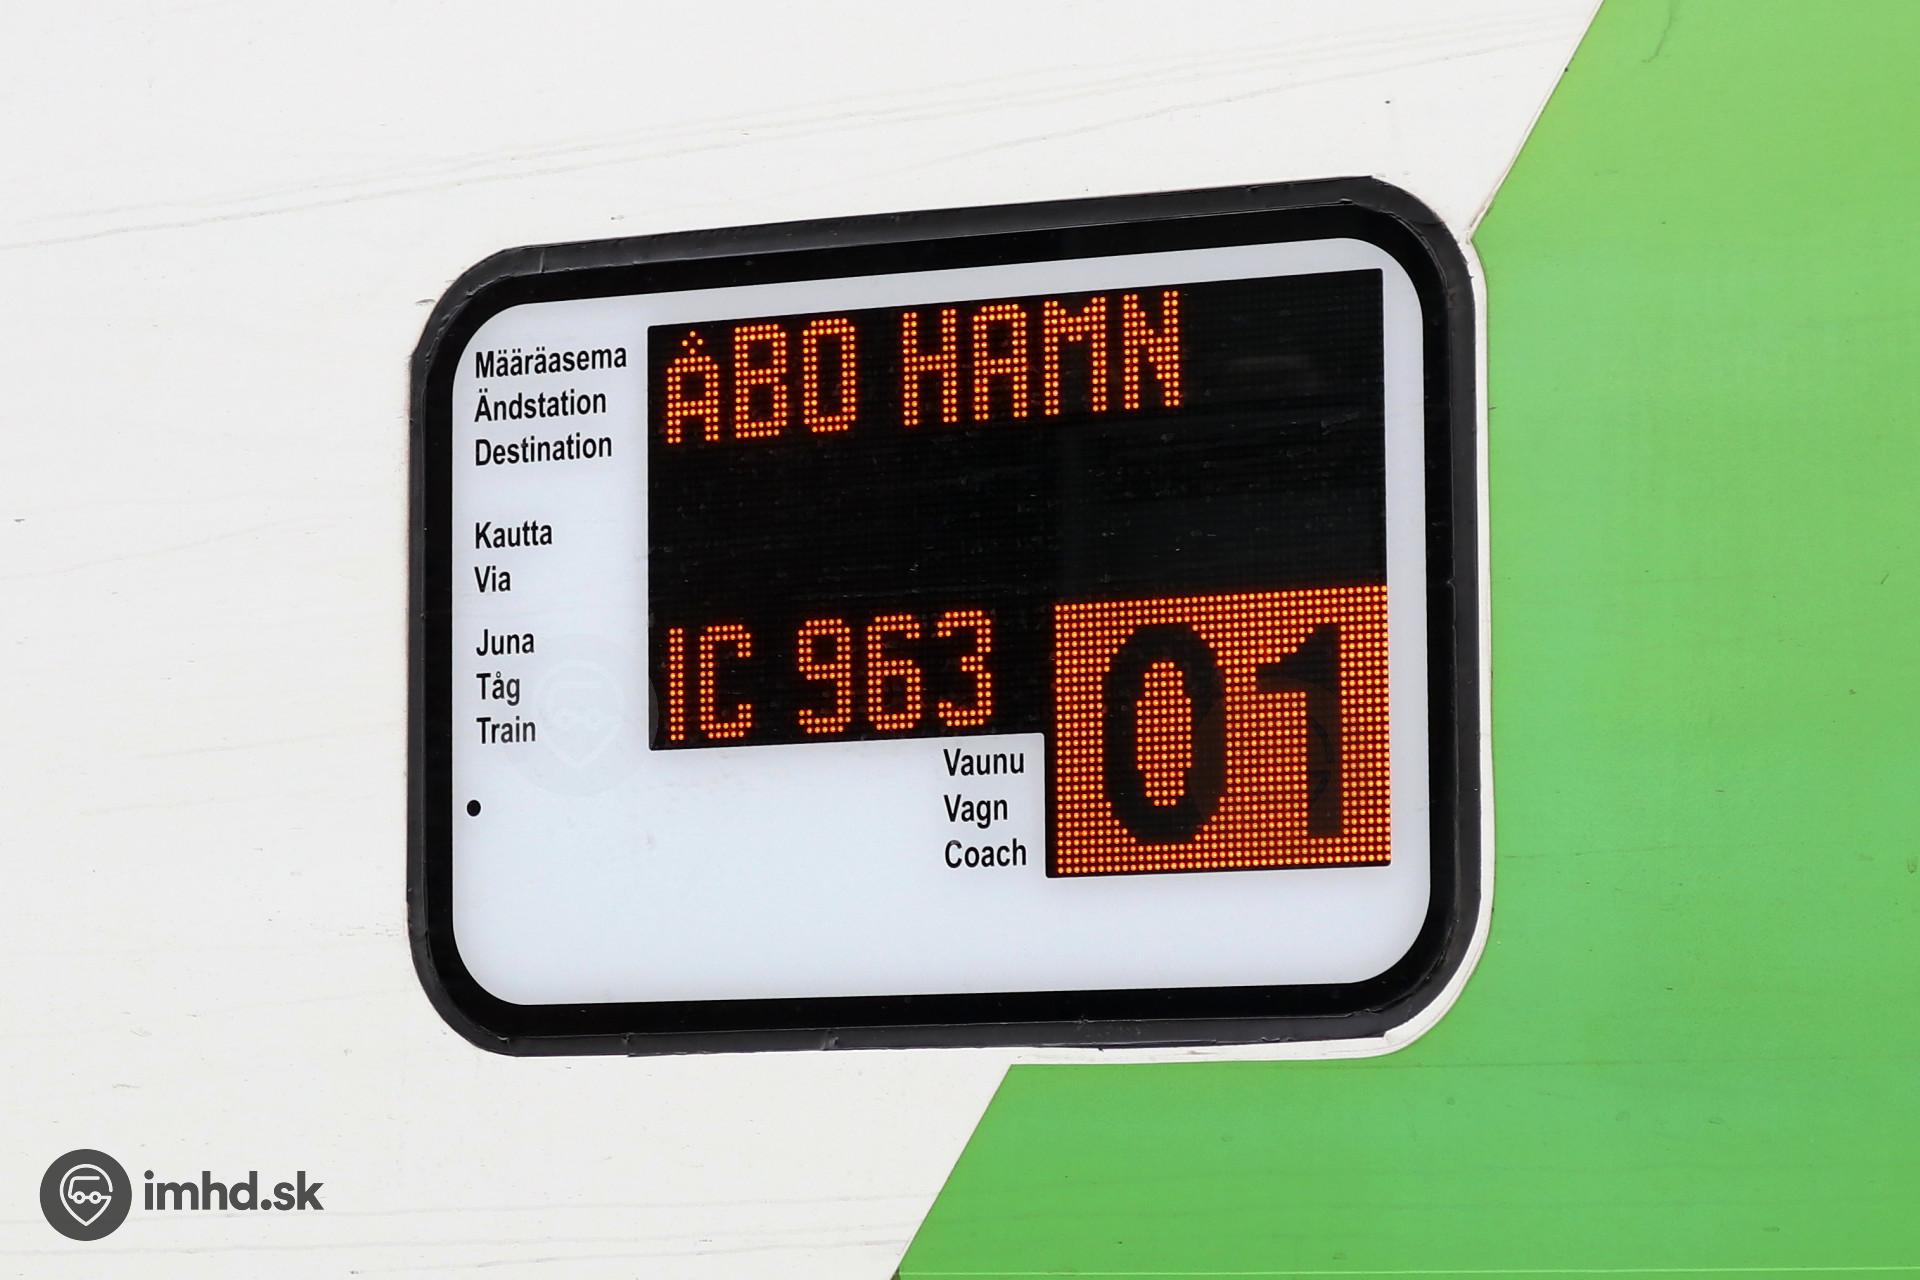 Määräasema
Ändstation
Destination
ÅBO HAMN
Kautta
Via
Juna
Tåg
Train
IC 963
Vaunu
Vagn
Coach
01
imhd.sk